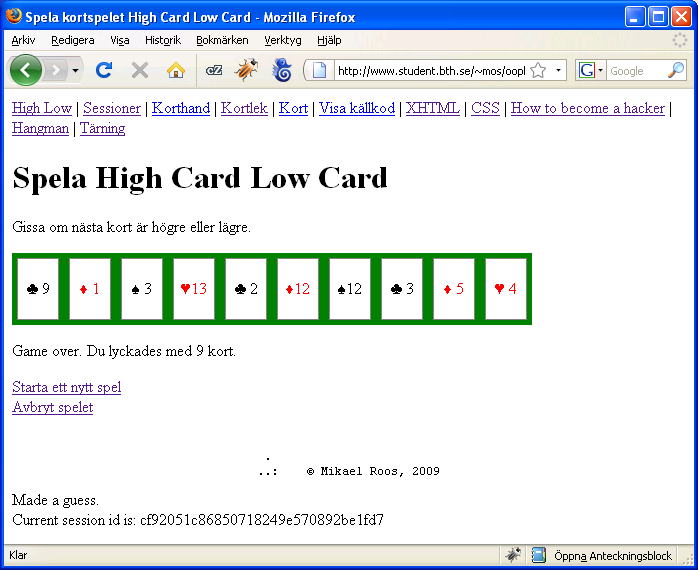 Spela kortspelet High Card Low Card - Mozilla Firefox
Arkiv Redigera Visa Historik Bokmärken Verktyg Hjälp
http://www.student.bth.se/~mos/oopl
Google
High Low | Sessioner | Korthand | Kortlek | Kort | Visa källkod | XHTML | CSS | How to become a hacker |
Hangman | Tärning
Spela High Card Low Card
Gissa om nästa kort är högre eller lägre.
♣ 9 ♦ 1 ♠ 3 ♥13 ♣ 2 ♦12 ♠12 ♣ 3 ♦ 5 ♥ 4
Game over. Du lyckades med 9 kort.
Starta ett nytt spel
Avbryt spelet
.
..: © Mikael Roos, 2009
Made a guess.
Current session id is: cf92051c86850718249e570892be1fd7
Klar Öppna Anteckningsblock